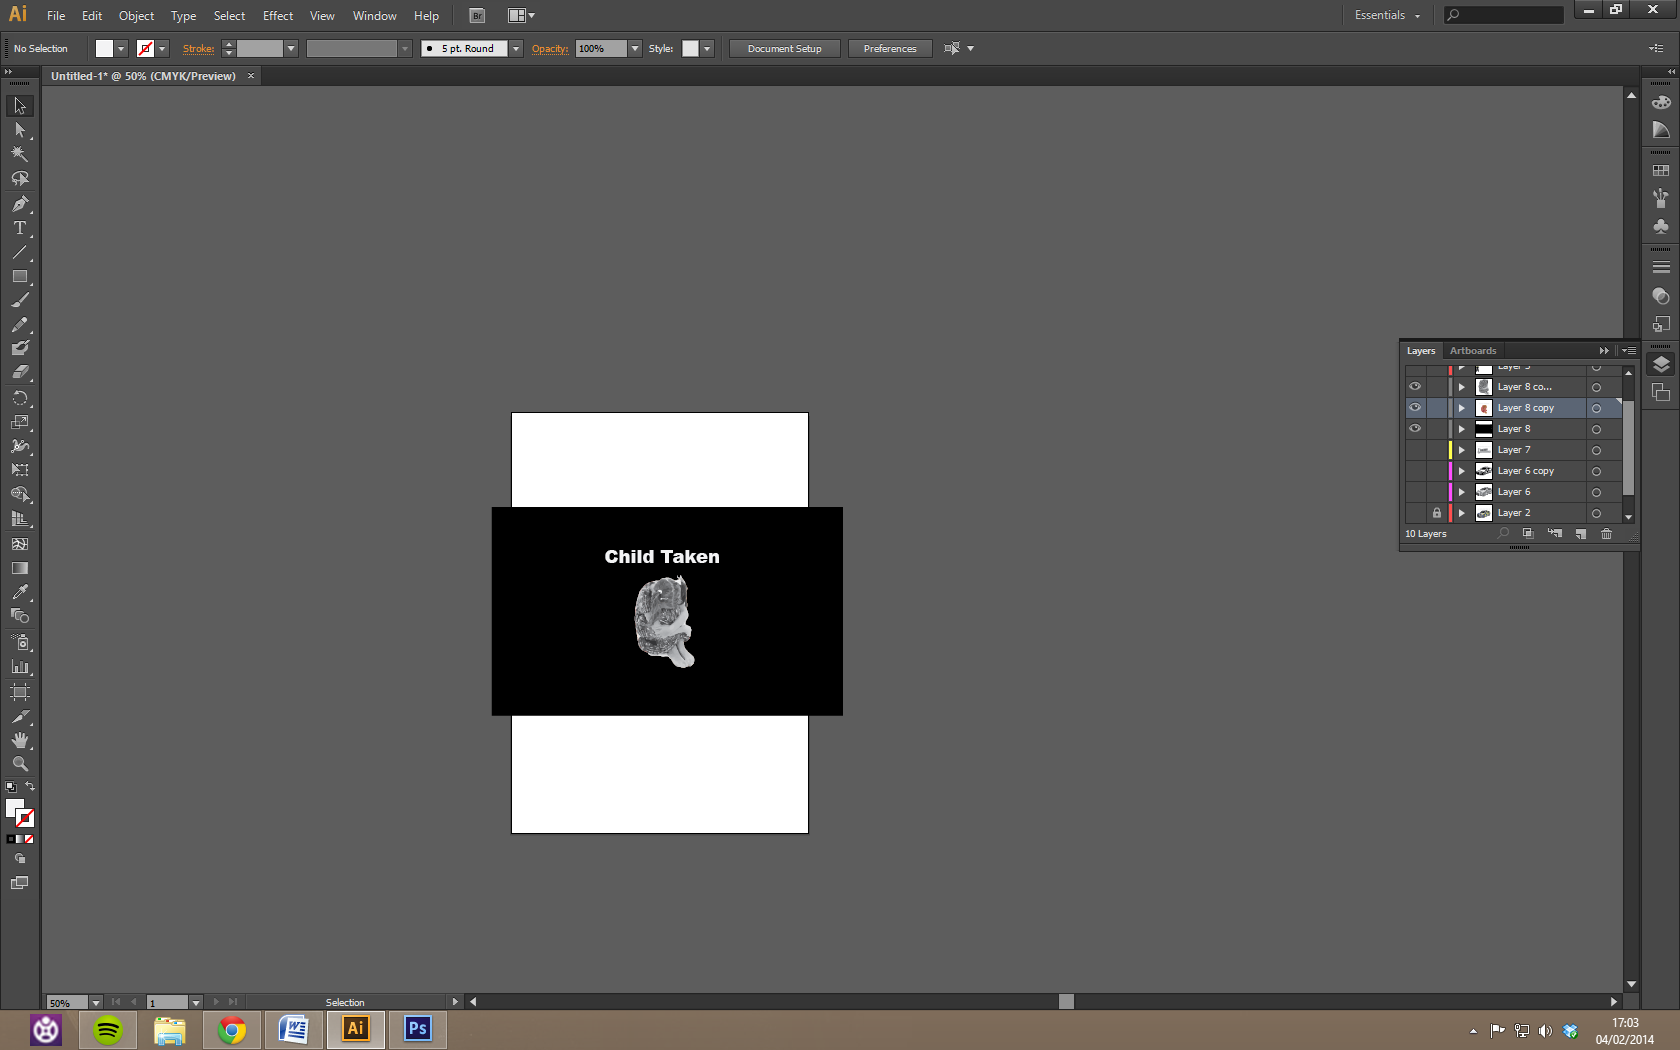 Ai File Edit Object Type Select Effect View Window Help Br Essentials
No Selection Stroke: 5 pt. Round Opacity: 100% Style: Document Setup Preferences
Untitled-1* @ 50% (CMYK/Preview)
Layers Artboards
Layer 8 co...
Layer 8 copy
Layer 8
Layer 7
Layer 6 copy
Layer 6
Layer 2
10 Layers
Child Taken
50% 1 Selection
W Ai Ps
17:03
04/02/2014